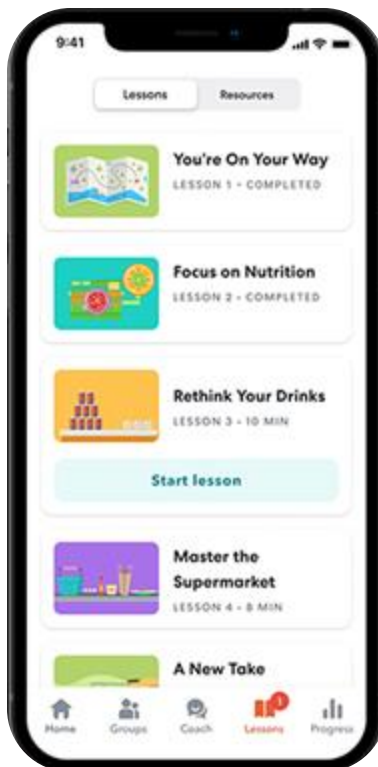 9:41
Lessons Resources
You're On Your Way
LESSON 1 - COMPLETED
Focus on Nutrition
LESSON 2 - COMPLETED
Rethink Your Drinks
LESSON 3 - 10 MIN
Start lesson
Master the
Supermarket
LESSON 4 - 8 MIN
A New Take
1
Home Groups Coach Lessons Progress